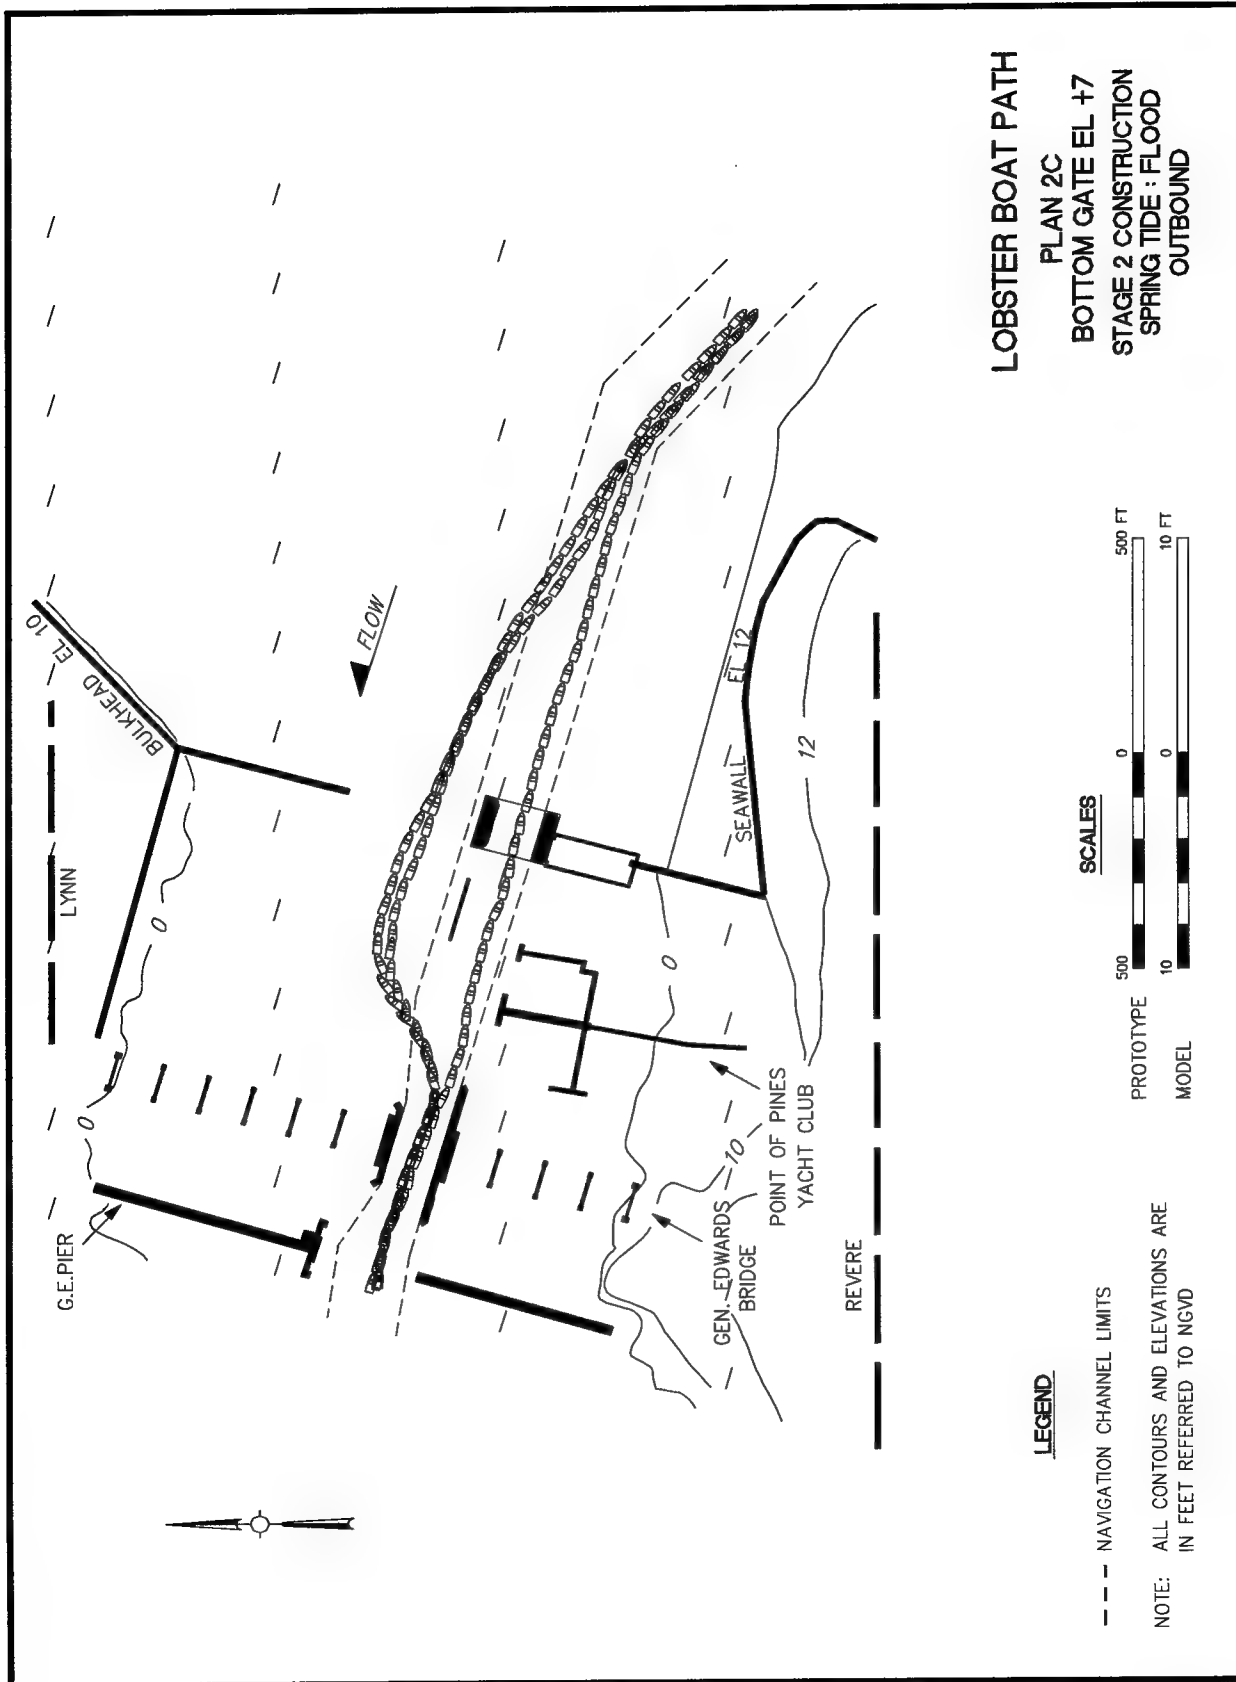 LYNN
BULKHEAD EL 10
0
0
G.E.PIER
FLOW
SEAWALL EL 12
12
0
10
POINT OF PINES
YACHT CLUB
GEN. EDWARDS
BRIDGE
REVERE
LOBSTER BOAT PATH
PLAN 2C
BOTTOM GATE EL +7
STAGE 2 CONSTRUCTION
SPRING TIDE : FLOOD
OUTBOUND
SCALES
PROTOTYPE 500 0 500 FT
MODEL 10 0 10 FT
LEGEND
NAVIGATION CHANNEL LIMITS
NOTE: ALL CONTOURS AND ELEVATIONS ARE
IN FEET REFERRED TO NGVD